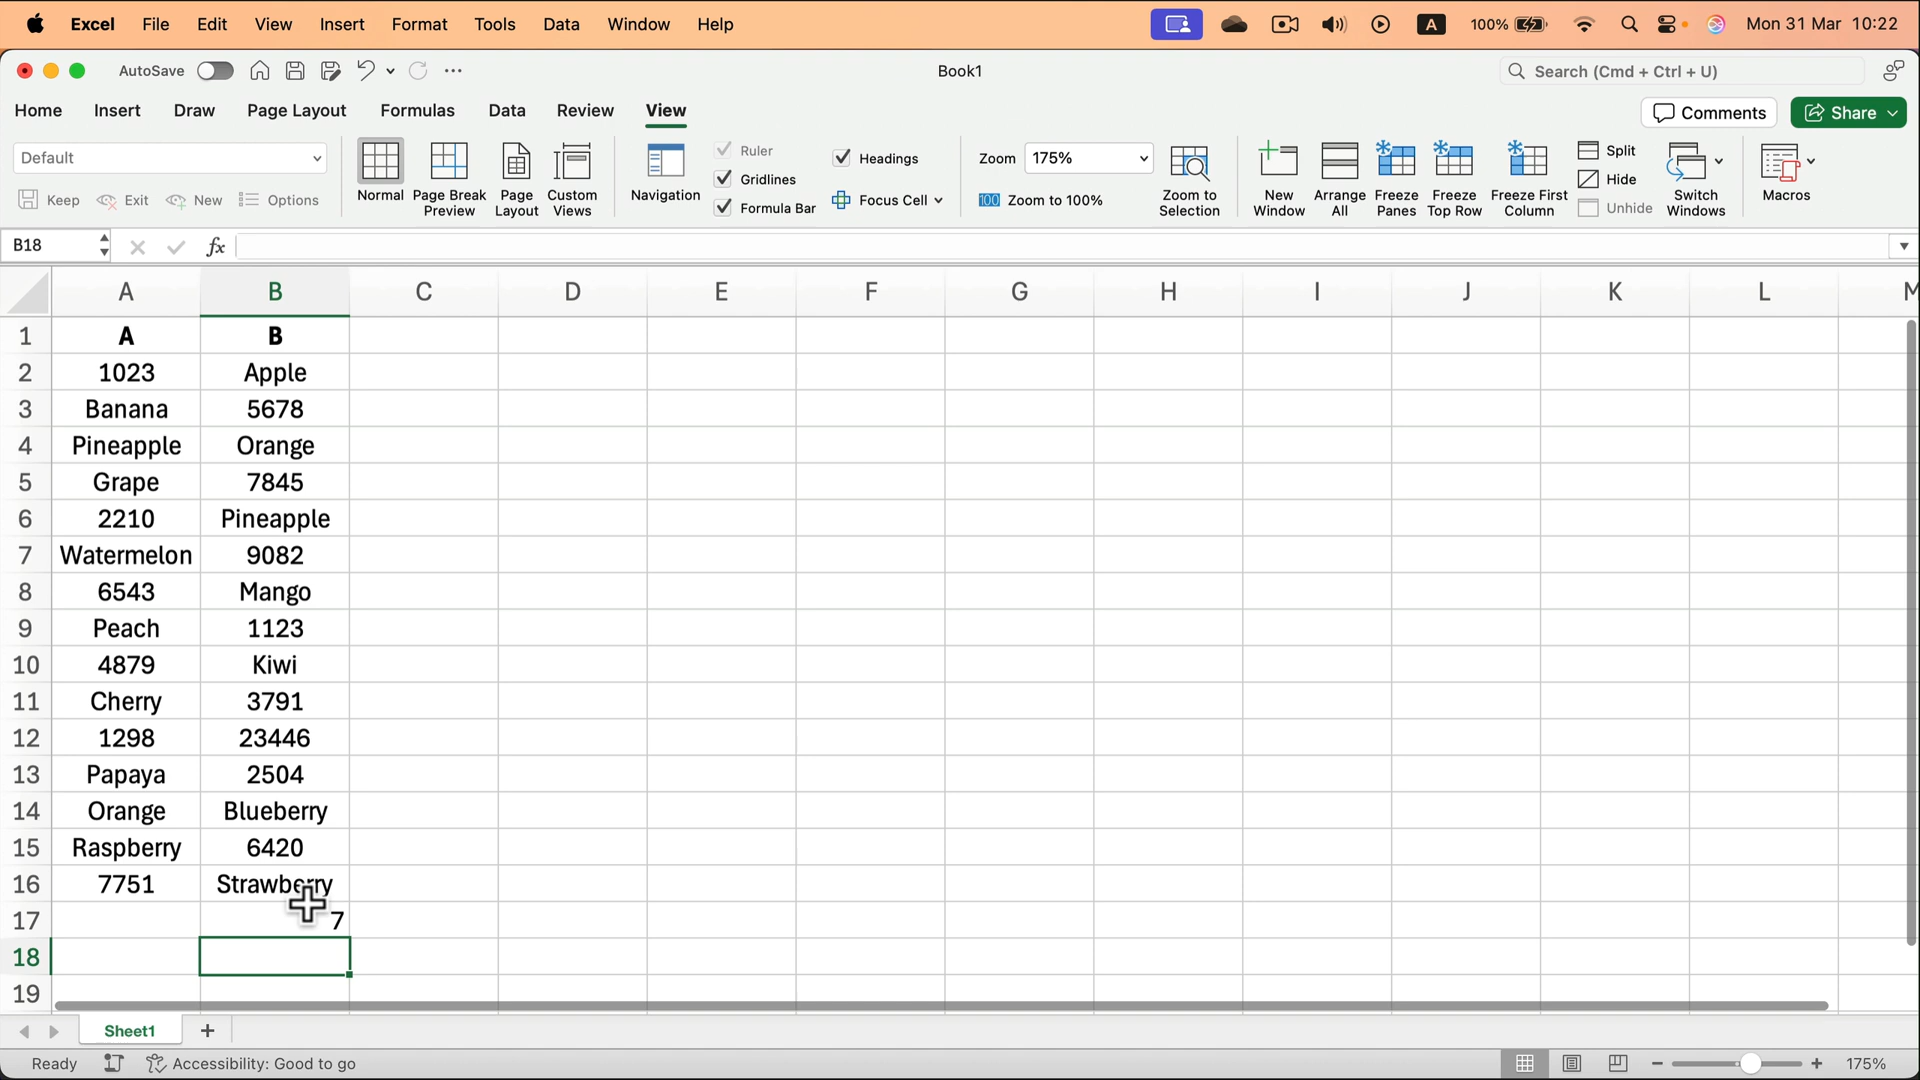 Excel File Edit View Insert Format Tools Data Window Help A 100% Mon 31 Mar 10:22
AutoSave Book1 Search (Cmd + Ctrl + U)
Home Insert Draw Page Layout Formulas Data Review View Comments Share
Default Normal Page Break Preview Page Layout Custom Views Navigation Ruler Gridlines Formula Bar Headings Focus Cell Zoom 175% 100 Zoom to 100% Zoom to Selection New Window Arrange All Freeze Panes Freeze Top Row Freeze First Column Split Hide Unhide Switch Windows Macros
Keep Exit New Options
B18 fx
A B C D E F G H I J K L M
1 A B
2 1023 Apple
3 Banana 5678
4 Pineapple Orange
5 Grape 7845
6 2210 Pineapple
7 Watermelon 9082
8 6543 Mango
9 Peach 1123
10 4879 Kiwi
11 Cherry 3791
12 1298 23446
13 Papaya 2504
14 Orange Blueberry
15 Raspberry 6420
16 7751 Strawberry
17 7
18
19
Sheet1
Ready Accessibility: Good to go 175%